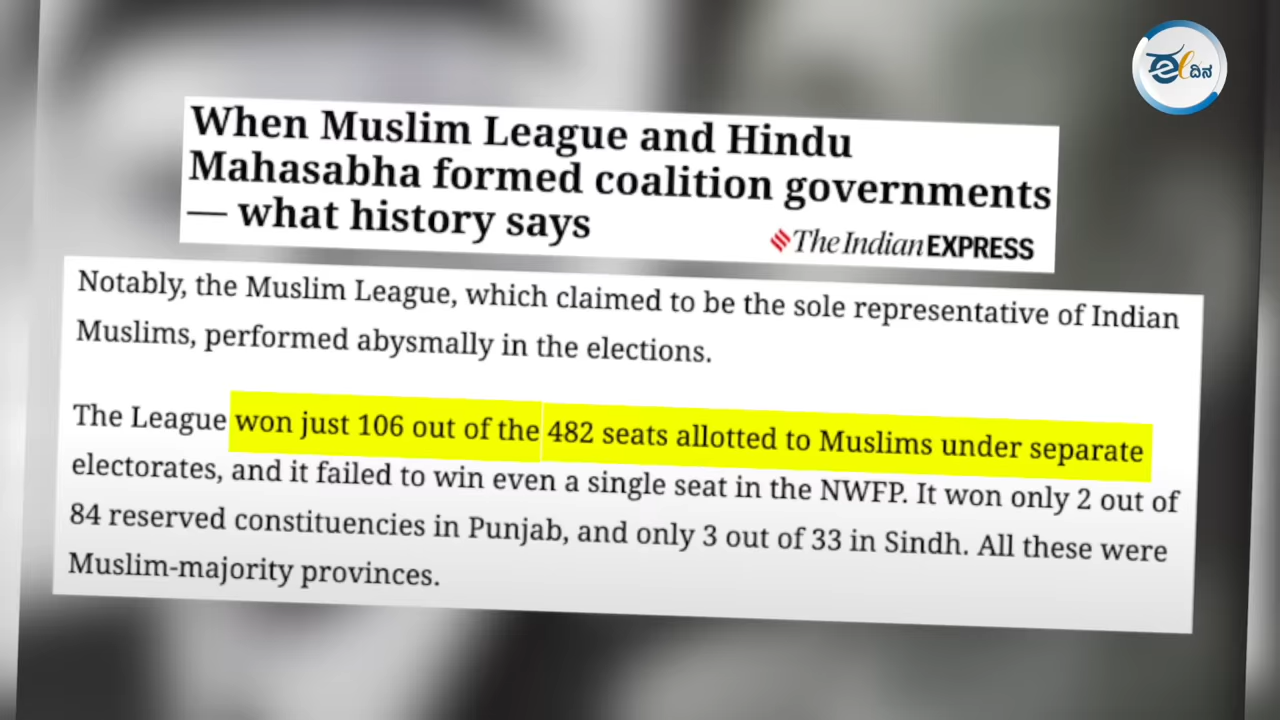 ಈದಿನ
When Muslim League and Hindu
Mahasabha formed coalition governments
— what history says
The Indian EXPRESS
Notably, the Muslim League, which claimed to be the sole representative of Indian
Muslims, performed abysmally in the elections.
The League won just 106 out of the 482 seats allotted to Muslims under separate
electorates, and it failed to win even a single seat in the NWFP. It won only 2 out of
84 reserved constituencies in Punjab, and only 3 out of 33 in Sindh. All these were
Muslim-majority provinces.